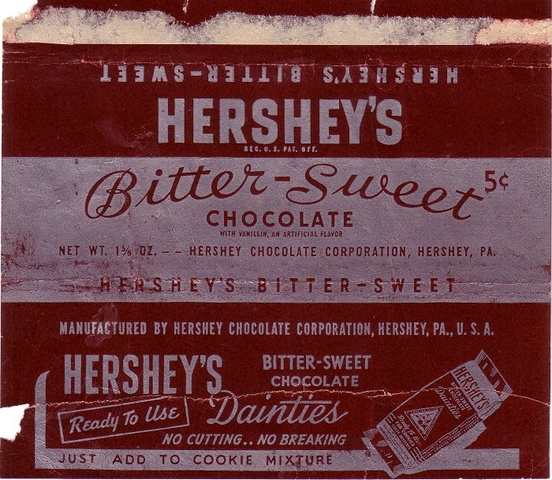 HERSHEY'S BITTER-SWEET
HERSHEY'S
REG. U. S. PAT. OFF.
Bitter-Sweet 5¢
CHOCOLATE
WITH VANILLIN, AN ARTIFICIAL FLAVOR
NET WT. OZ. -- HERSHEY CHOCOLATE CORPORATION, HERSHEY, PA.
HERSHEY'S BITTER-SWEET
MANUFACTURED BY HERSHEY CHOCOLATE CORPORATION, HERSHEY, PA., U. S. A.
HERSHEY'S BITTER-SWEET
CHOCOLATE
Ready To Use Dainties
NO CUTTING.. NO BREAKING
JUST ADD TO COOKIE MIXTURE
HERSHEY'S
Dainties